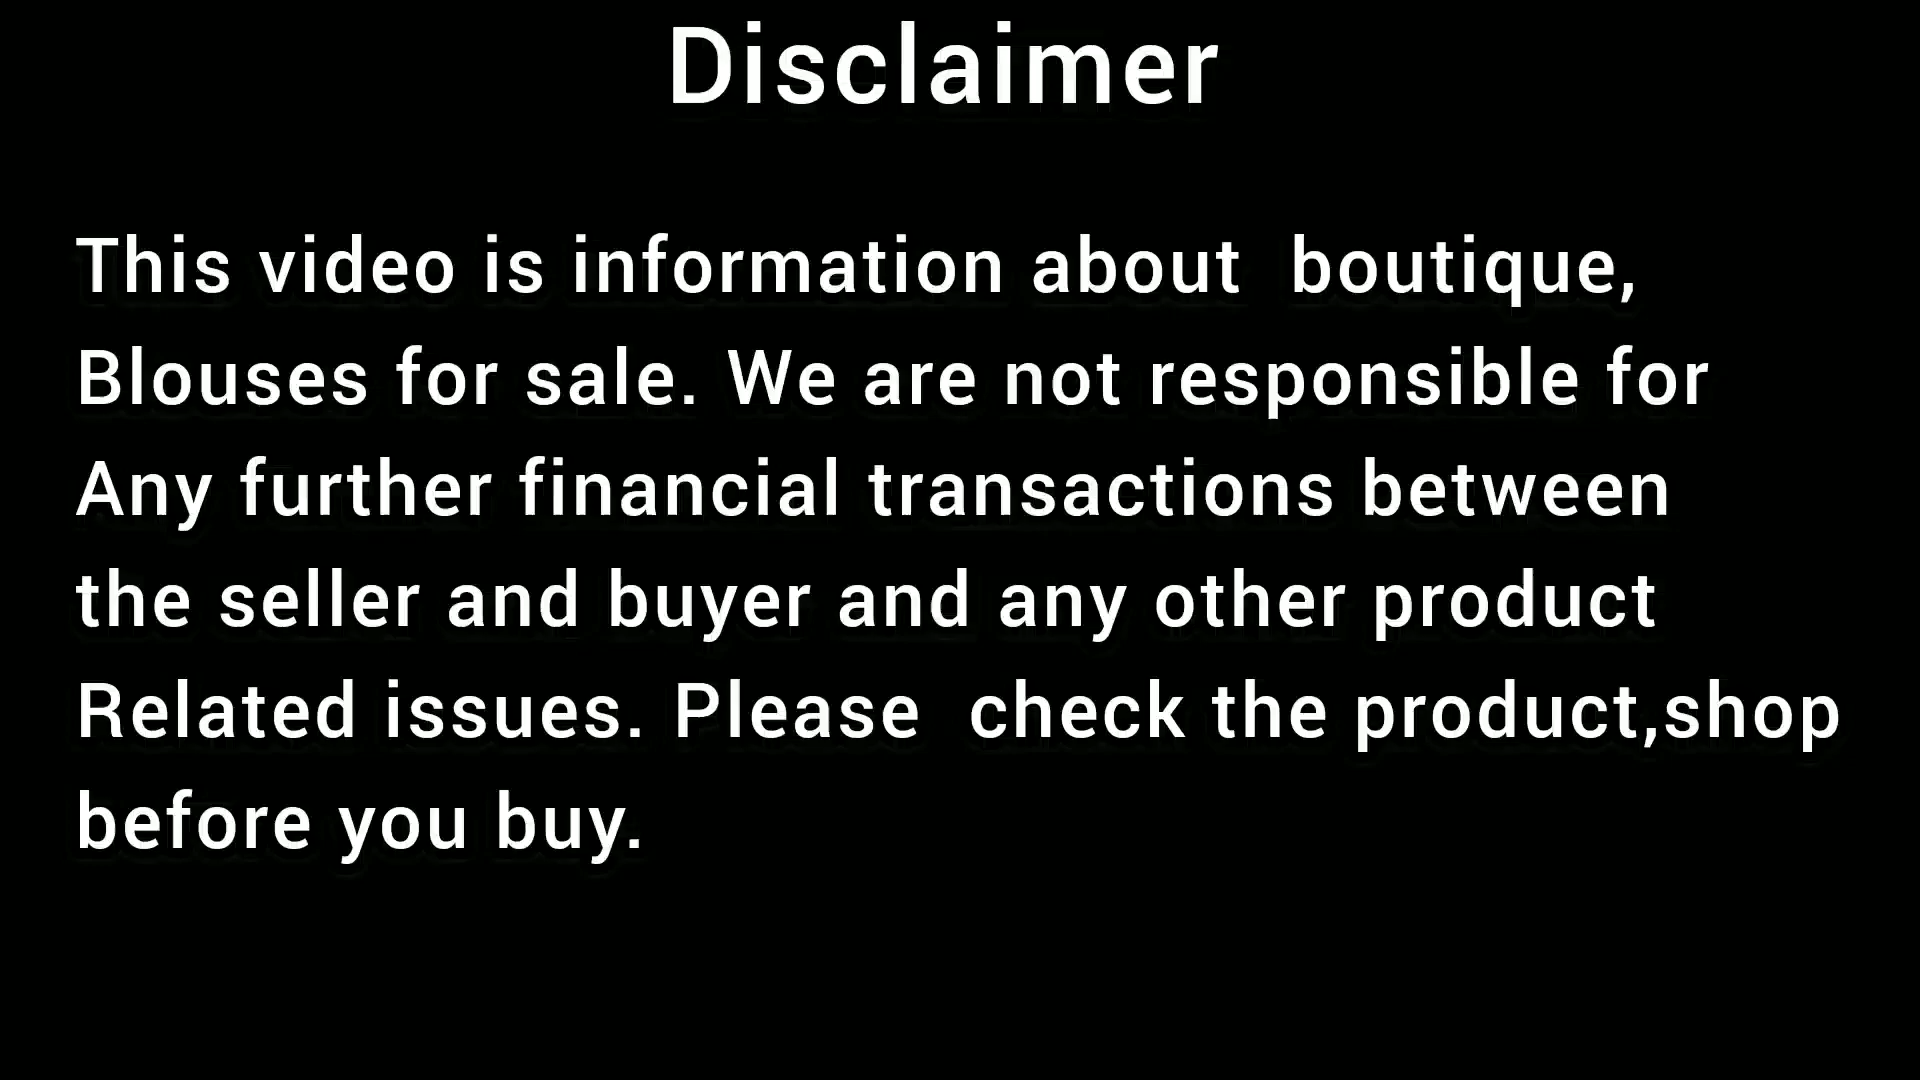 Disclaimer
This video is information about  boutique,
Blouses for sale. We are not responsible for
Any further financial transactions between
the seller and buyer and any other product
Related issues. Please  check the product,shop
before you buy.